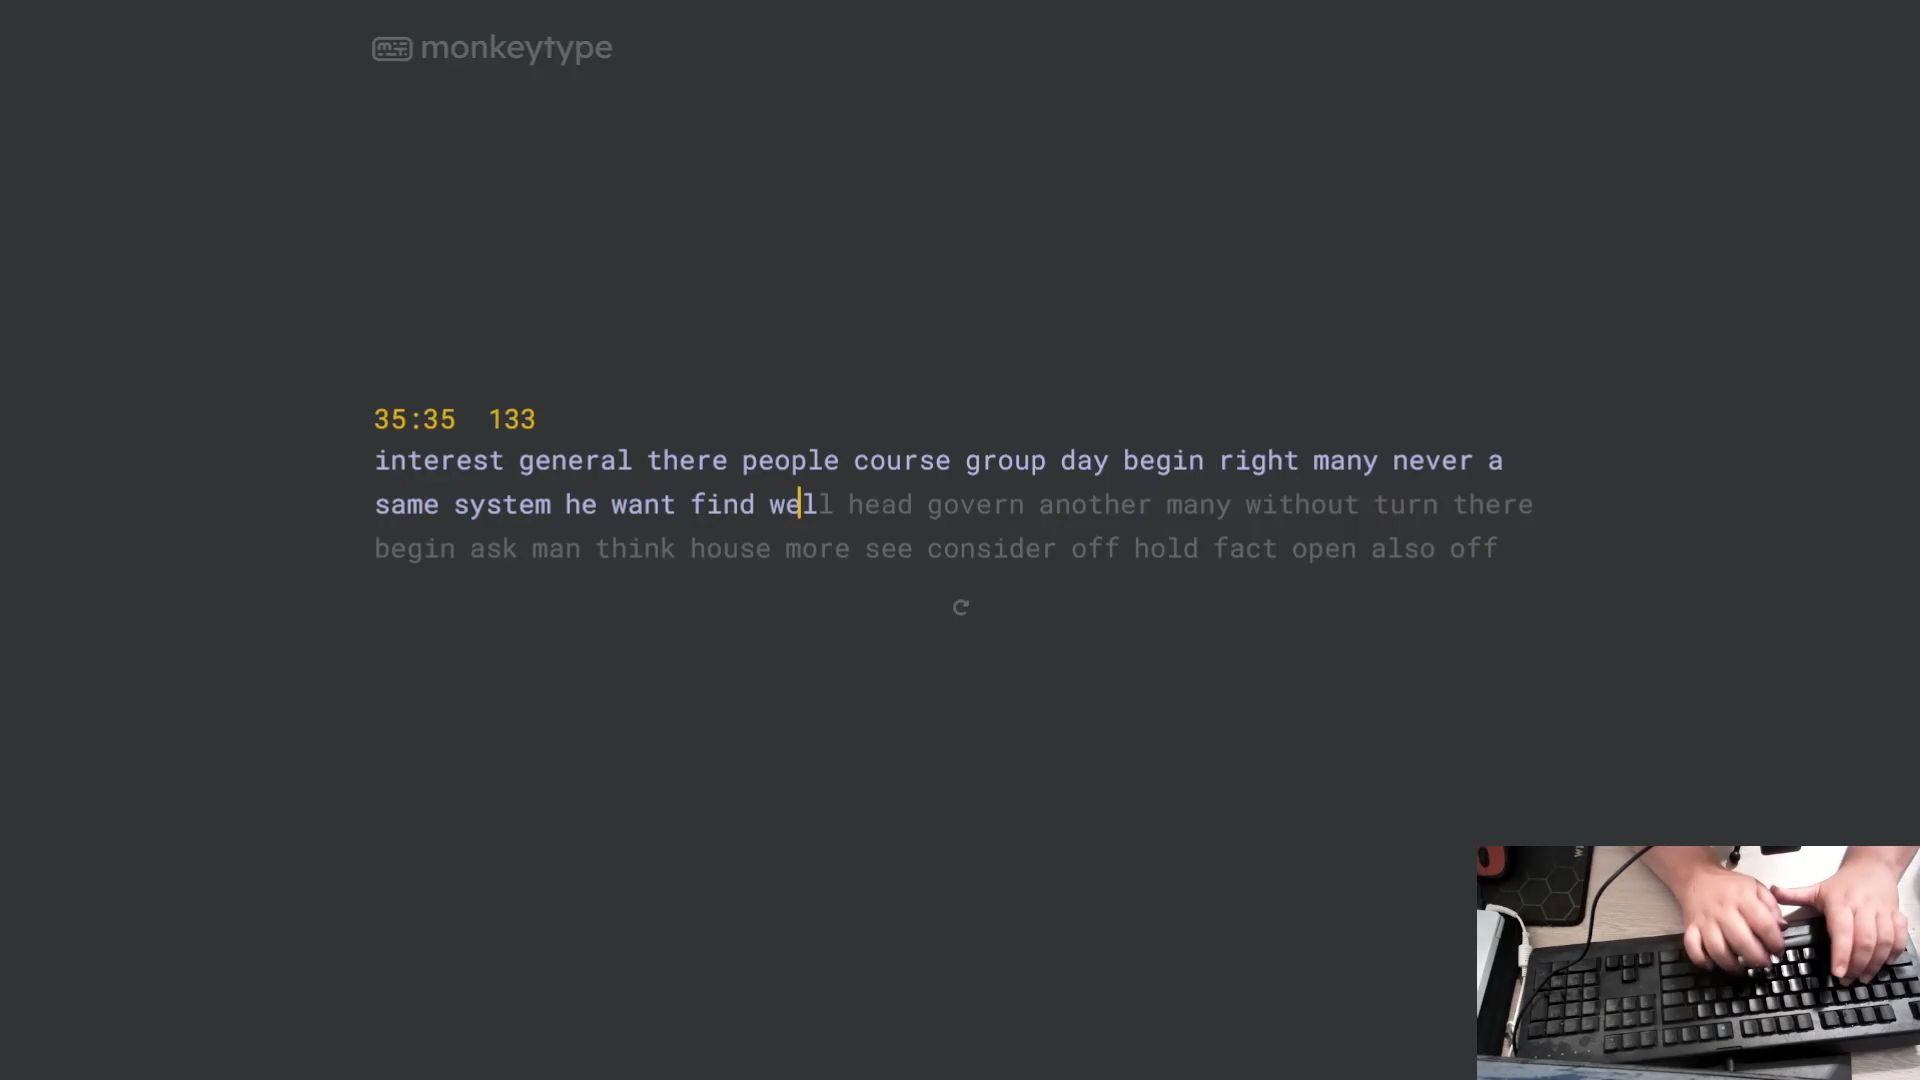 monkeytype
35:35 133
interest general there people course group day begin right many never a
same system he want find well head govern another many without turn there
begin ask man think house more see consider off hold fact open also off